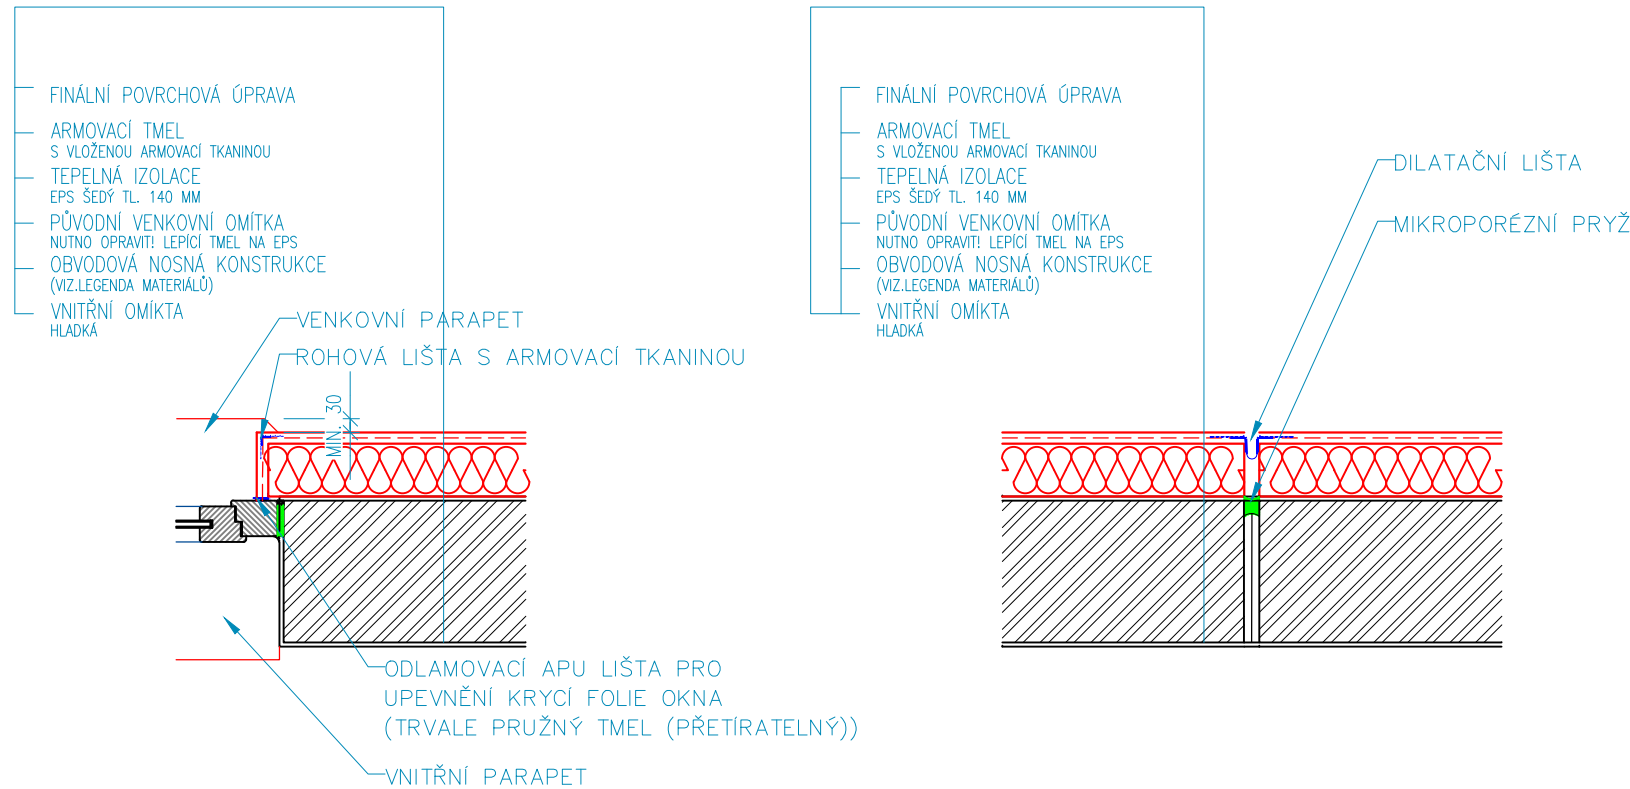 FINÁLNÍ POVRCHOVÁ ÚPRAVA
ARMOVACÍ TMEL
S VLOŽENOU ARMOVACÍ TKANINOU
TEPELNÁ IZOLACE
EPS ŠEDÝ TL. 140 MM
PŮVODNÍ VENKOVNÍ OMÍTKA
NUTNO OPRAVIT! LEPÍCÍ TMEL NA EPS
OBVODOVÁ NOSNÁ KONSTRUKCE
(VIZ.LEGENDA MATERIÁLŮ)
VNITŘNÍ OMÍKTA
HLADKÁ
VENKOVNÍ PARAPET
ROHOVÁ LIŠTA S ARMOVACÍ TKANINOU
MIN. 30
ODLAMOVACÍ APU LIŠTA PRO
UPEVNĚNÍ KRYCÍ FOLIE OKNA
(TRVALE PRUŽNÝ TMEL (PŘETÍRATELNÝ))
VNITŘNÍ PARAPET
FINÁLNÍ POVRCHOVÁ ÚPRAVA
ARMOVACÍ TMEL
S VLOŽENOU ARMOVACÍ TKANINOU
TEPELNÁ IZOLACE
EPS ŠEDÝ TL. 140 MM
PŮVODNÍ VENKOVNÍ OMÍTKA
NUTNO OPRAVIT! LEPÍCÍ TMEL NA EPS
OBVODOVÁ NOSNÁ KONSTRUKCE
(VIZ.LEGENDA MATERIÁLŮ)
VNITŘNÍ OMÍKTA
HLADKÁ
DILATAČNÍ LIŠTA
MIKROPORÉZNÍ PRYŽ